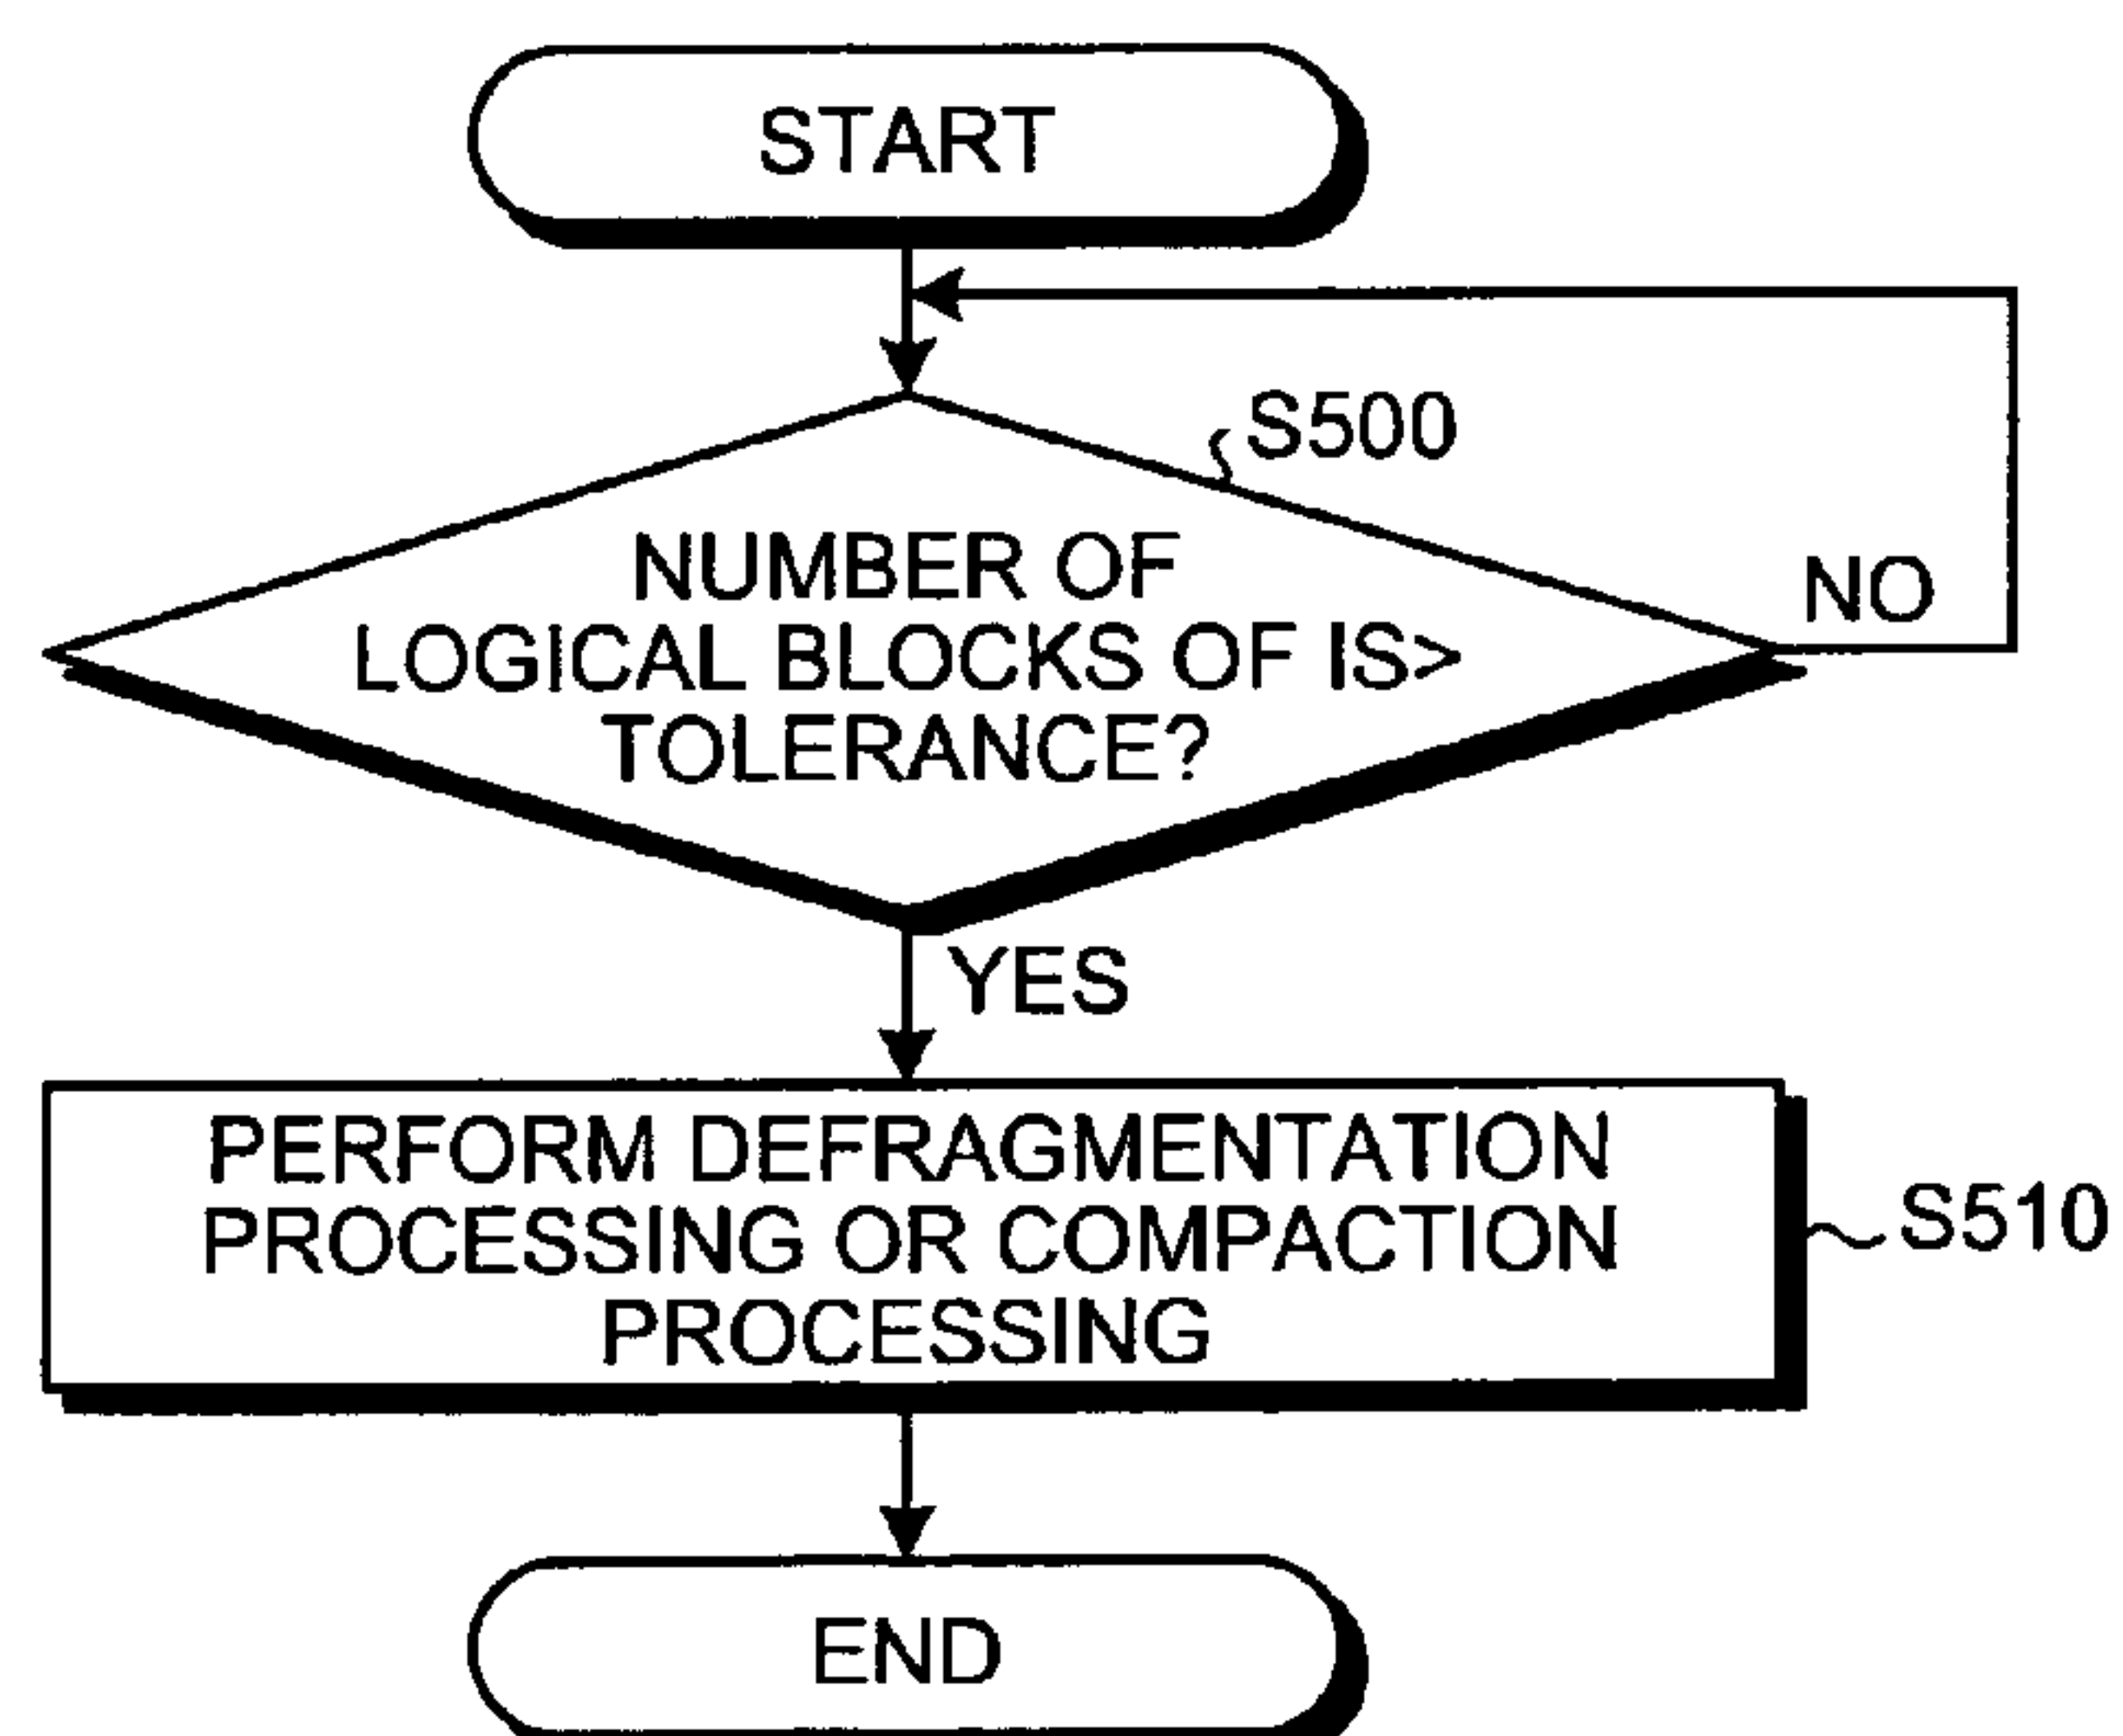 START
S500
NUMBER OF
LOGICAL BLOCKS OF IS>
TOLERANCE?
NO
YES
PERFORM DEFRAGMENTATION
PROCESSING OR COMPACTION
PROCESSING
S510
END